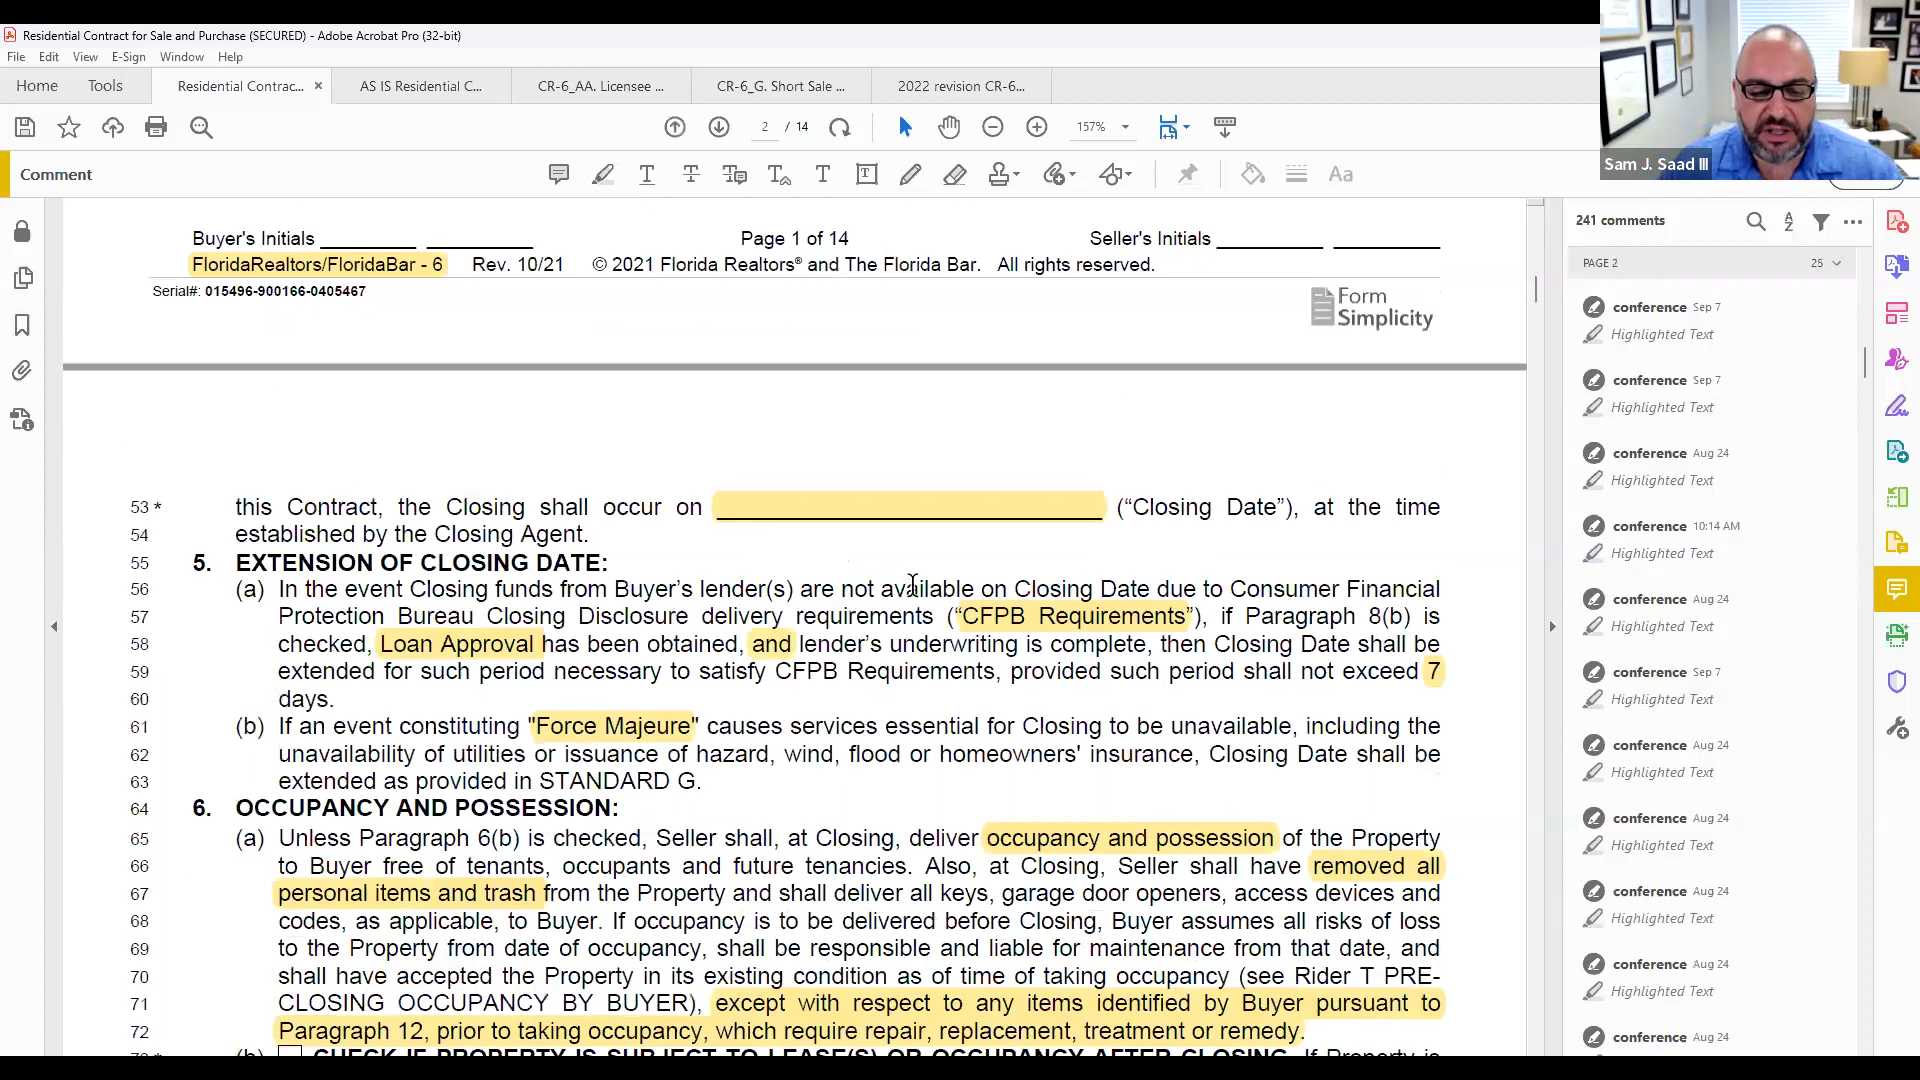 Residential Contract for Sale and Purchase (SECURED) - Adobe Acrobat Pro (32-bit)
File Edit View Window Help
Home Tools Residential Contrac... × AS IS Residential C... CR-6_AA. Licensee ... CR-6_G. Short Sale ... 2022 revision CR-6...
2 / 14 157%
Comment
Sam J. Saad III
Buyer's Initials ________ ________ Page 1 of 14 Seller's Initials ________ ________
FloridaRealtors/FloridaBar - 6 Rev. 10/21 © 2021 Florida Realtors® and The Florida Bar. All rights reserved.
Serial#: 015496-900166-0405467
Form
Simplicity
53 * this Contract, the Closing shall occur on ________________ (“Closing Date”), at the time
54 established by the Closing Agent.
55 5. EXTENSION OF CLOSING DATE:
56 (a) In the event Closing funds from Buyer’s lender(s) are not available on Closing Date due to Consumer Financial
57 Protection Bureau Closing Disclosure delivery requirements (“CFPB Requirements”), if Paragraph 8(b) is
58 checked, Loan Approval has been obtained, and lender’s underwriting is complete, then Closing Date shall be
59 extended for such period necessary to satisfy CFPB Requirements, provided such period shall not exceed 7
60 days.
61 (b) If an event constituting "Force Majeure" causes services essential for Closing to be unavailable, including the
62 unavailability of utilities or issuance of hazard, wind, flood or homeowners' insurance, Closing Date shall be
63 extended as provided in STANDARD G.
64 6. OCCUPANCY AND POSSESSION:
65 (a) Unless Paragraph 6(b) is checked, Seller shall, at Closing, deliver occupancy and possession of the Property
66 to Buyer free of tenants, occupants and future tenancies. Also, at Closing, Seller shall have removed all
67 personal items and trash from the Property and shall deliver all keys, garage door openers, access devices and
68 codes, as applicable, to Buyer. If occupancy is to be delivered before Closing, Buyer assumes all risks of loss
69 to the Property from date of occupancy, shall be responsible and liable for maintenance from that date, and
70 shall have accepted the Property in its existing condition as of time of taking occupancy (see Rider T PRE-
71 CLOSING OCCUPANCY BY BUYER), except with respect to any items identified by Buyer pursuant to
72 Paragraph 12, prior to taking occupancy, which require repair, replacement, treatment or remedy.
(b) CHECK IF PROPERTY IS SUBJECT TO LEASE(S) OR OCCUPANCY AFTER CLOSING. If Property is
241 comments
PAGE 2 25
conference Sep 7
Highlighted Text
conference Sep 7
Highlighted Text
conference Aug 24
Highlighted Text
conference 10:14 AM
Highlighted Text
conference Aug 24
Highlighted Text
conference Sep 7
Highlighted Text
conference Aug 24
Highlighted Text
conference Aug 24
Highlighted Text
conference Aug 24
Highlighted Text
conference Aug 24
Highlighted Text
conference Aug 24